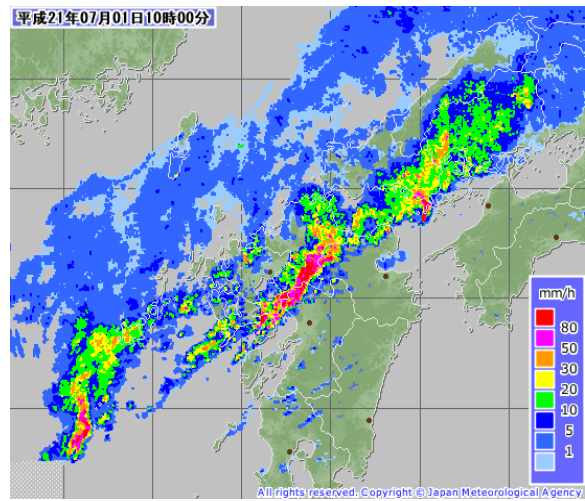 平成21年07月01日10時00分
mm/h
80
50
30
20
10
5
1
All rights reserved. Copyright © Japan Meteorological Agency